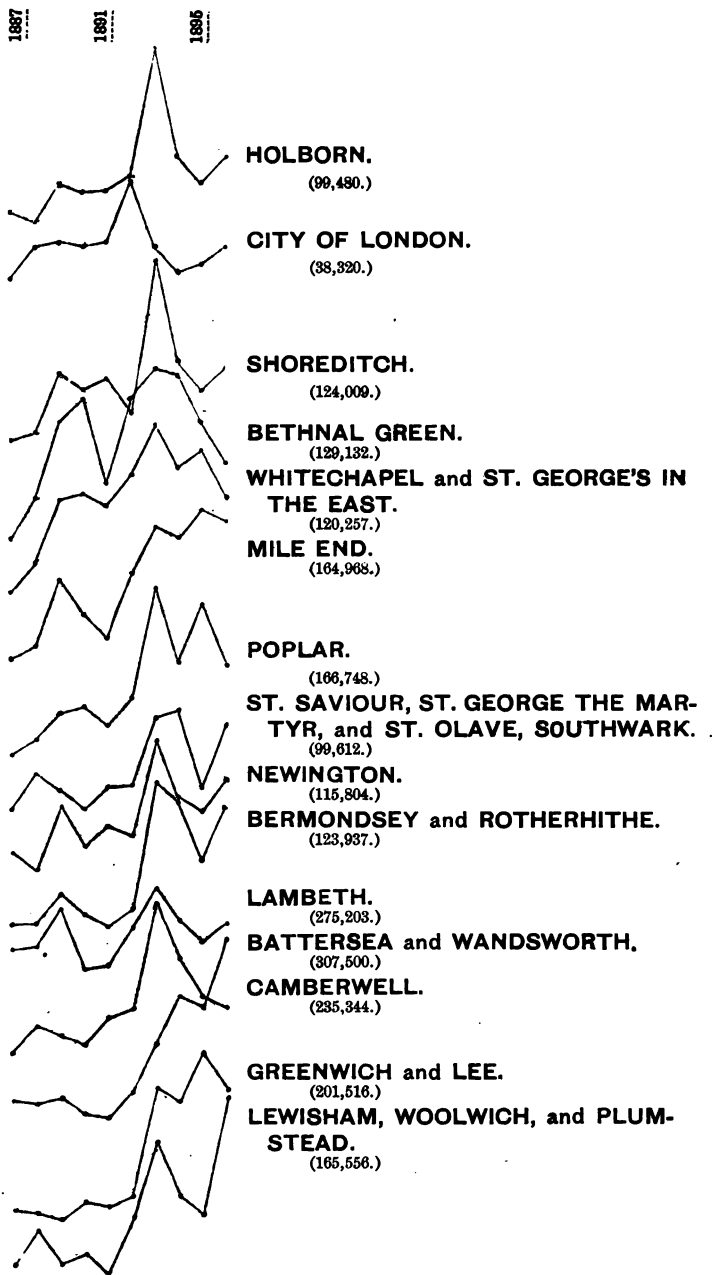 1887 1891 1895
HOLBORN.
(99,480.)
CITY OF LONDON.
(38,320.)
SHOREDITCH.
(124,009.)
BETHNAL GREEN.
(129,132.)
WHITECHAPEL and ST. GEORGE'S IN
THE EAST.
(120,257.)
MILE END.
(164,968.)
POPLAR.
(166,748.)
ST. SAVIOUR, ST. GEORGE THE MAR-
TYR, and ST. OLAVE, SOUTHWARK.
(99,612.)
NEWINGTON.
(115,804.)
BERMONDSEY and ROTHERHITHE.
(123,937.)
LAMBETH.
(275,203.)
BATTERSEA and WANDSWORTH.
(307,500.)
CAMBERWELL.
(235,344.)
GREENWICH and LEE.
(201,516.)
LEWISHAM, WOOLWICH, and PLUM-
STEAD.
(165,556.)